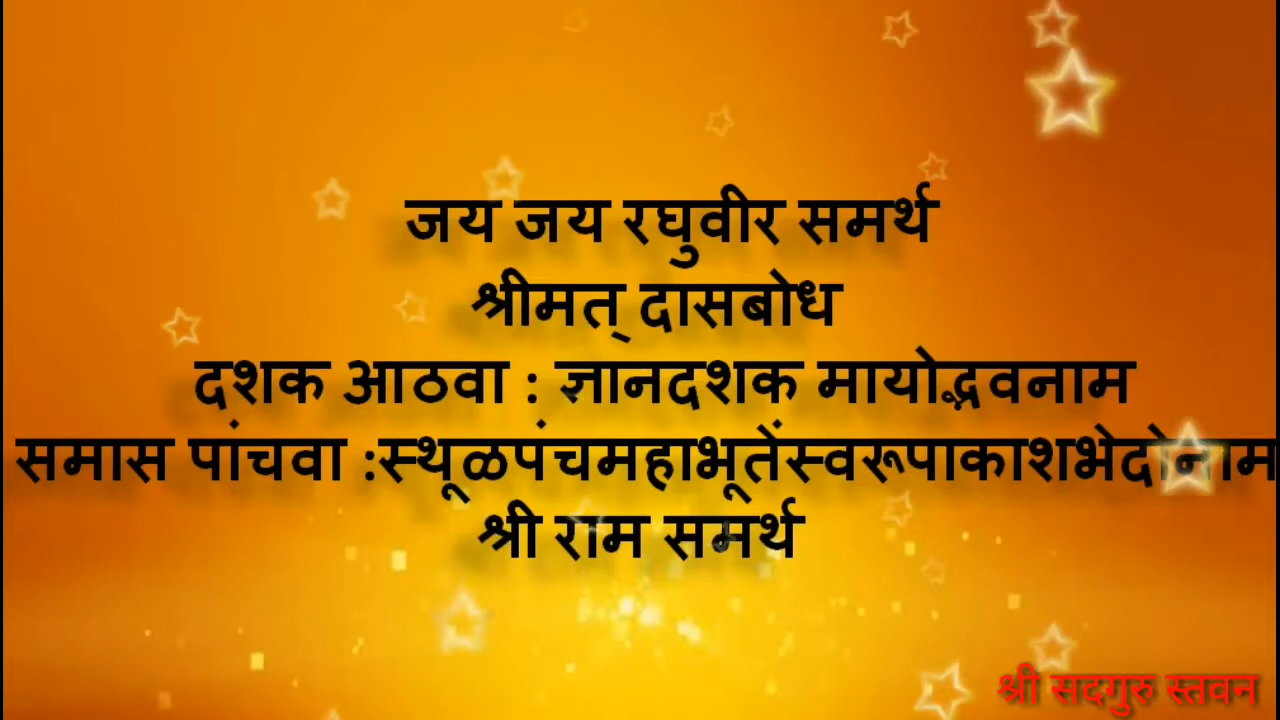 जय जय रघुवीर समर्थ
श्रीमत् दासबोध
दशक आठवा : ज्ञानदशक मायोद्भवनाम
समास पांचवा :स्थूळपंचमहाभूतेंस्वरूपाकाशभेदोनाम
श्री राम समर्थ
श्री सदगुरु स्तवन